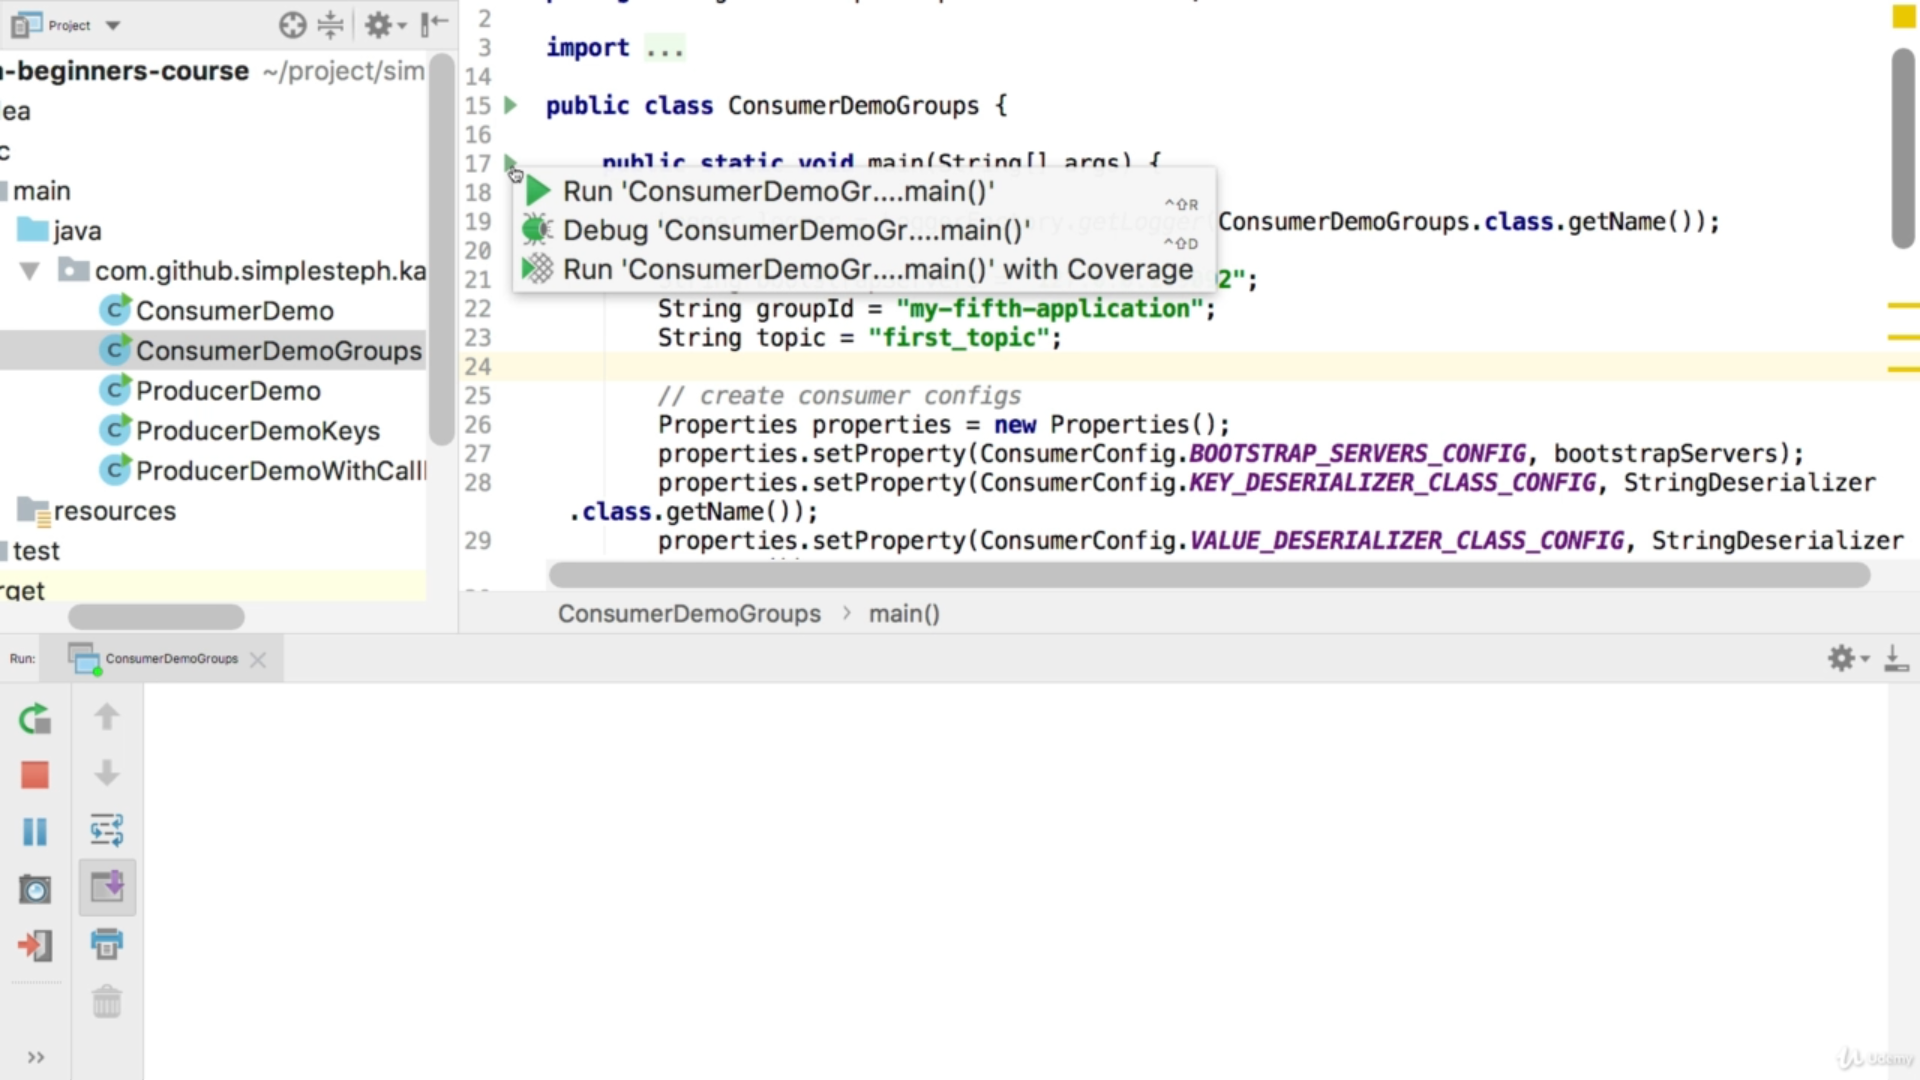 Project
-beginners-course ~/project/sim
ea
c
main
java
com.github.simplesteph.ka
ConsumerDemo
ConsumerDemoGroups
ProducerDemo
ProducerDemoKeys
ProducerDemoWithCall
resources
test
rget
2
3 import ...
14
15 public class ConsumerDemoGroups {
16
17 public static void main(String[] args) {
18
19 getLogger(ConsumerDemoGroups.class.getName());
20
21 2";
22 String groupId = "my-fifth-application";
23 String topic = "first_topic";
24
25 // create consumer configs
26 Properties properties = new Properties();
27 properties.setProperty(ConsumerConfig.BOOTSTRAP_SERVERS_CONFIG, bootstrapServers);
28 properties.setProperty(ConsumerConfig.KEY_DESERIALIZER_CLASS_CONFIG, StringDeserializer
.class.getName());
29 properties.setProperty(ConsumerConfig.VALUE_DESERIALIZER_CLASS_CONFIG, StringDeserializer
Run 'ConsumerDemoGr....main()' ^⇧R
Debug 'ConsumerDemoGr....main()' ^⇧D
Run 'ConsumerDemoGr....main()' with Coverage
ConsumerDemoGroups › main()
Run: ConsumerDemoGroups
»
Udemy